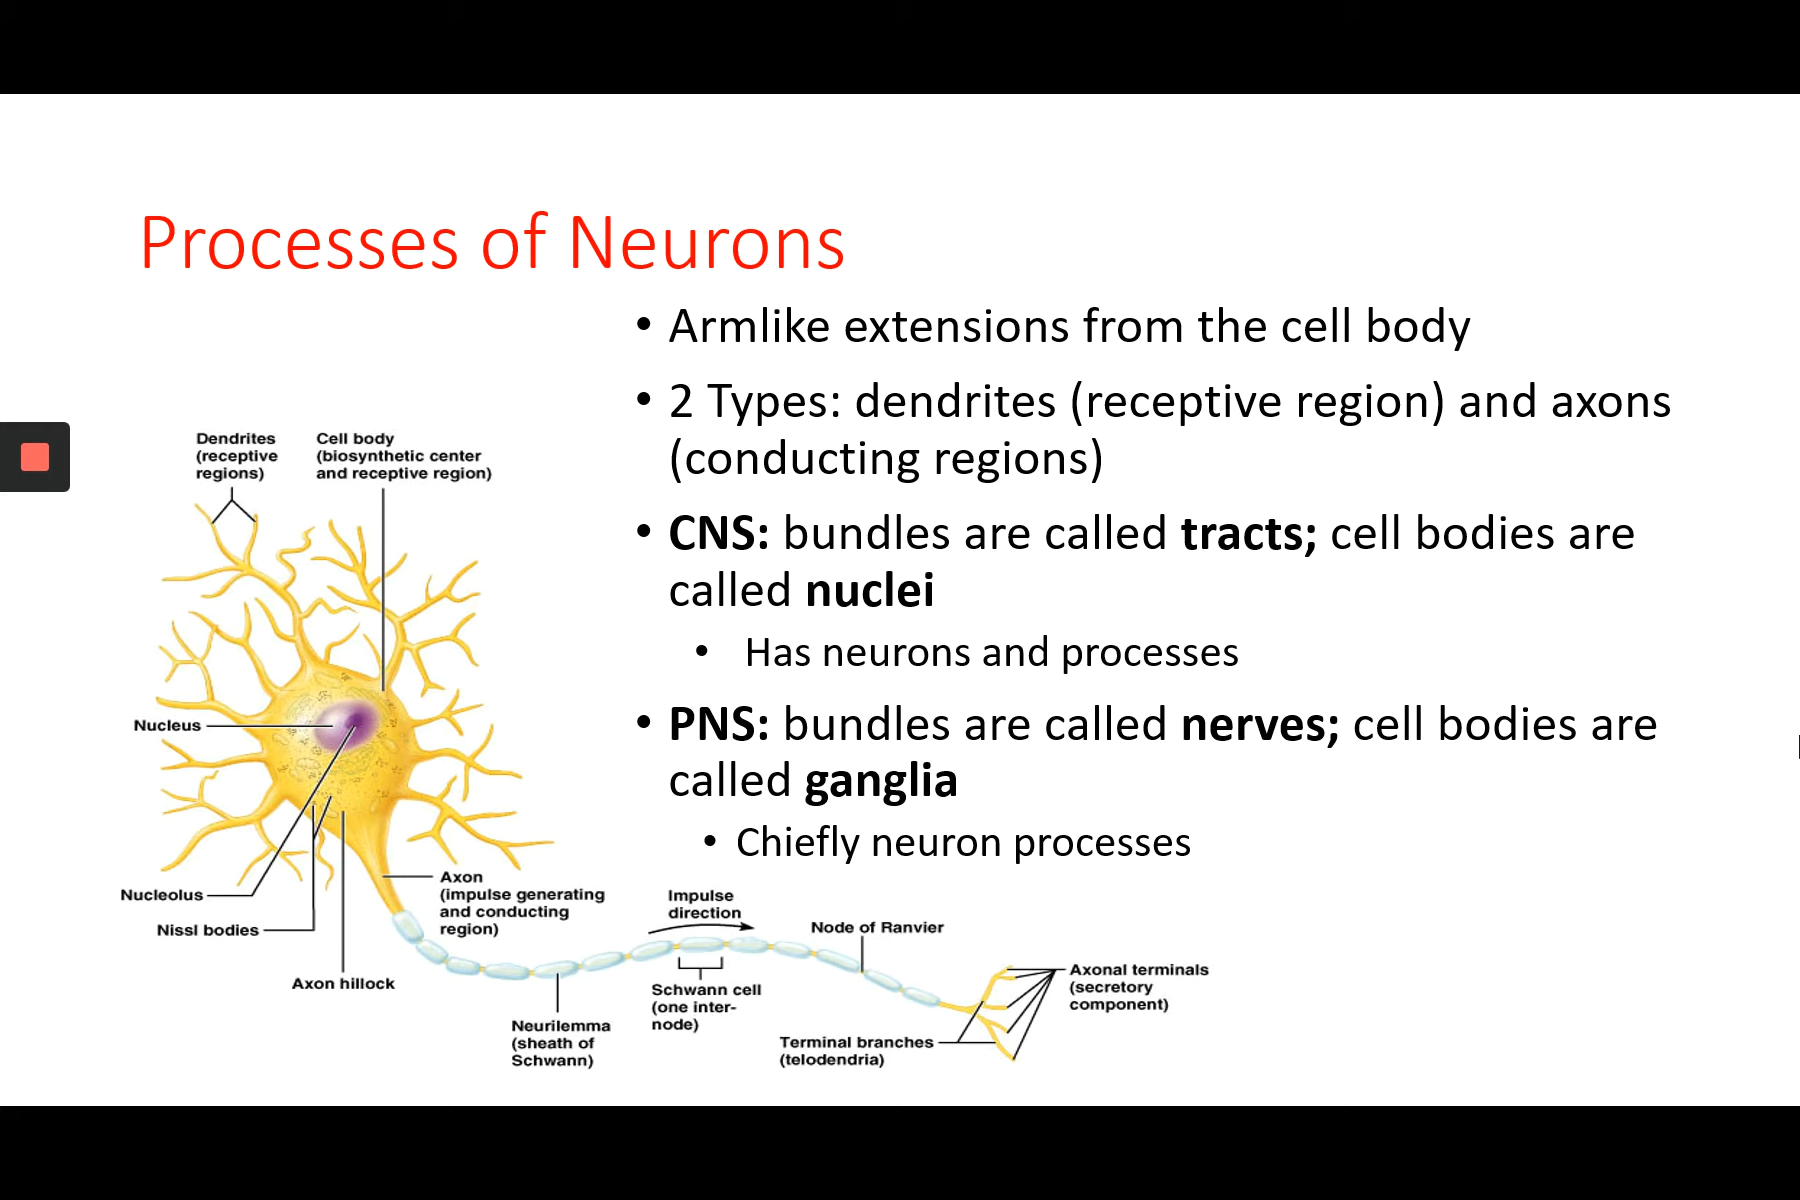 Processes of Neurons
• Armlike extensions from the cell body
• 2 Types: dendrites (receptive region) and axons
(conducting regions)
• CNS: bundles are called tracts; cell bodies are
called nuclei
• Has neurons and processes
• PNS: bundles are called nerves; cell bodies are
called ganglia
• Chiefly neuron processes
Dendrites
(receptive
regions)
Cell body
(biosynthetic center
and receptive region)
Nucleus
Nucleolus
Nissl bodies
Axon hillock
Axon
(impulse generating
and conducting
region)
Neurilemma
(sheath of
Schwann)
Impulse
direction
Schwann cell
(one inter-
node)
Node of Ranvier
Terminal branches
(telodendria)
Axonal terminals
(secretory
component)